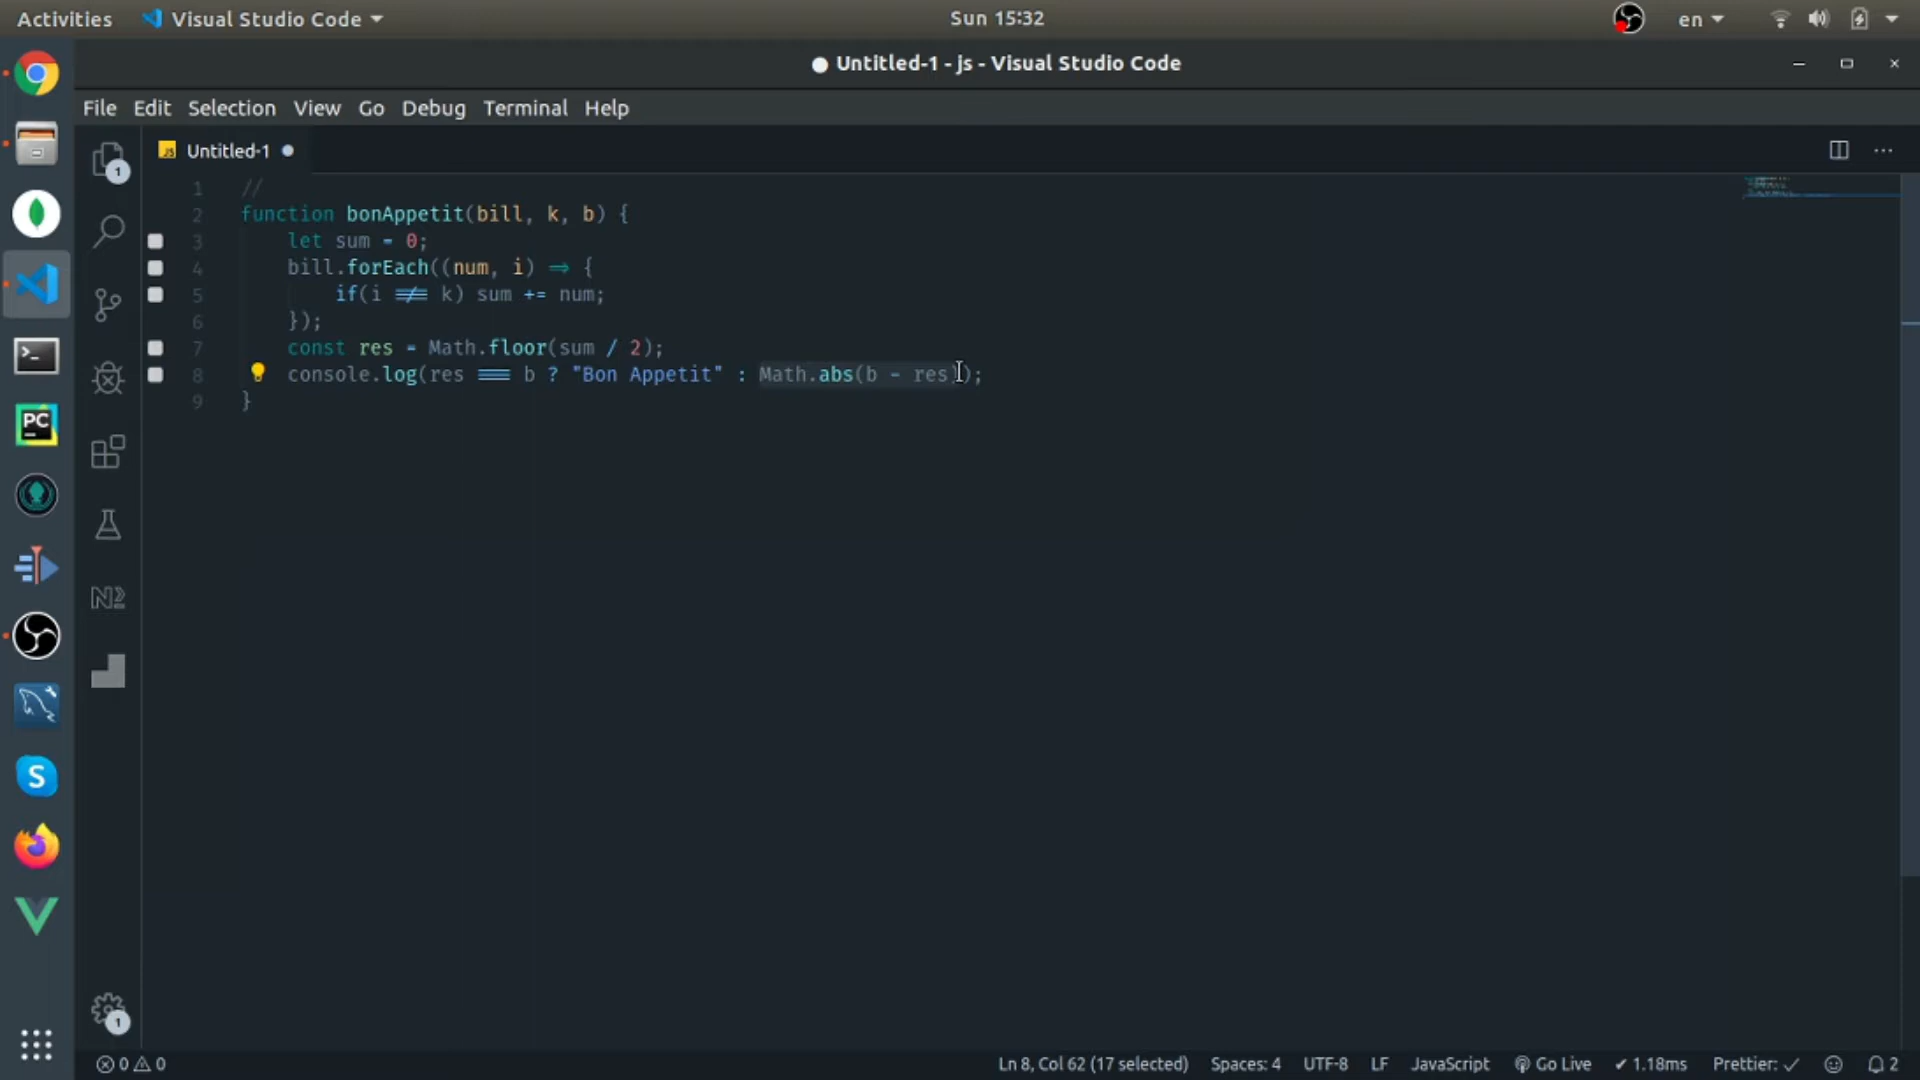 Activities Visual Studio Code Sun 15:32 en
Untitled-1 - js - Visual Studio Code
File Edit Selection View Go Debug Terminal Help
1 JS Untitled-1
1 //
2 function bonAppetit(bill, k, b) {
3 let sum = 0;
4 bill.forEach((num, i) => {
5 if(i !== k) sum += num;
6 });
7 const res = Math.floor(sum / 2);
8 console.log(res === b ? "Bon Appetit" : Math.abs(b - res));
9 }
PC
S
1
0 0 Ln 8, Col 62 (17 selected) Spaces: 4 UTF-8 LF JavaScript Go Live ✓ 1.18ms Prettier: ✓ 2